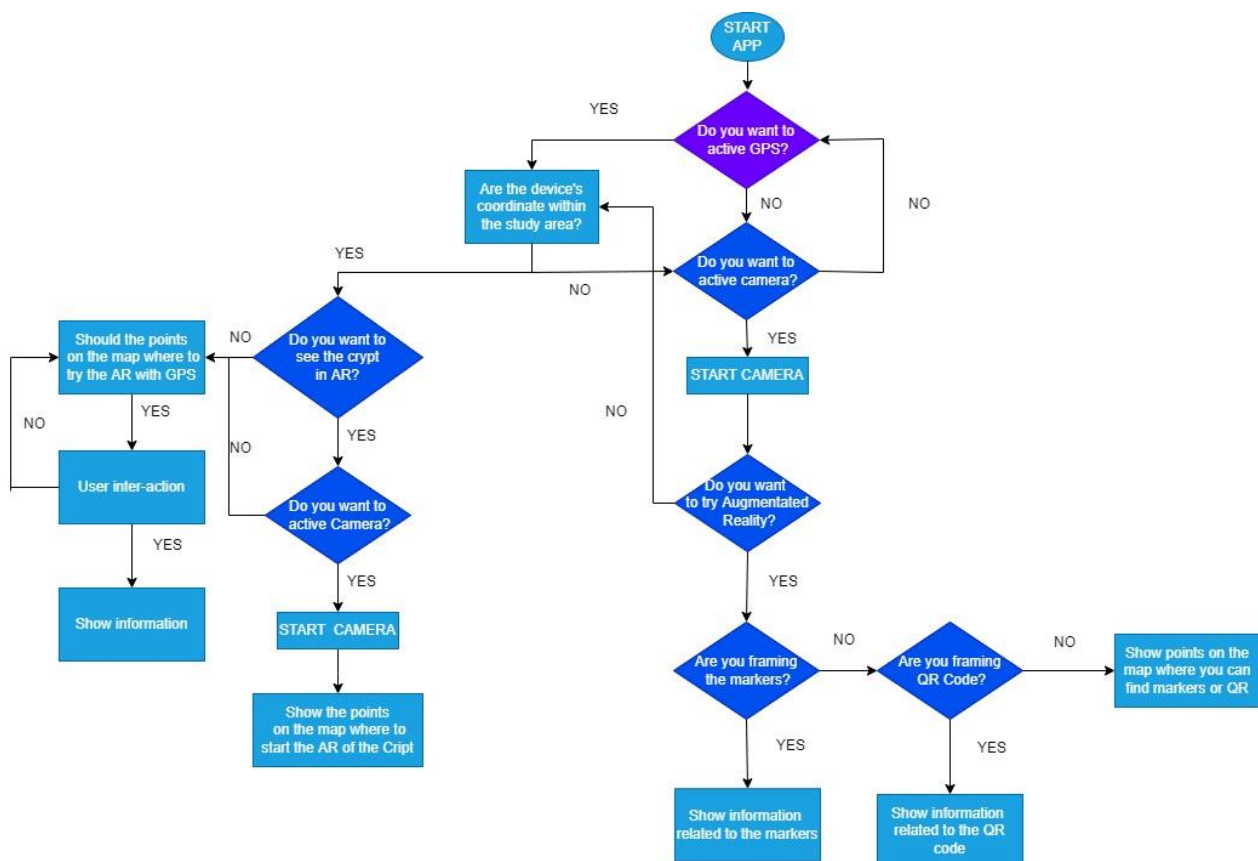 START
APP
YES
Do you want to
active GPS?
Are the device's
coordinate within
the study area?
NO
NO
YES
Do you want to
active camera?
NO
Should the points
on the map where to
try the AR with GPS
NO
Do you want to
see the crypt
in AR?
YES
START CAMERA
NO
YES
YES
NO
NO
User inter-action
Do you want to
active Camera?
Do you want
to try Augmentated
Reality?
YES
YES
YES
Show information
START CAMERA
Are you framing
the markers?
NO
Are you framing
QR Code?
NO
Show points on the
map where you can
find markers or QR
Show the points
on the map where to
start the AR of the Cript
YES
YES
Show information
related to the markers
Show information
related to the QR
code